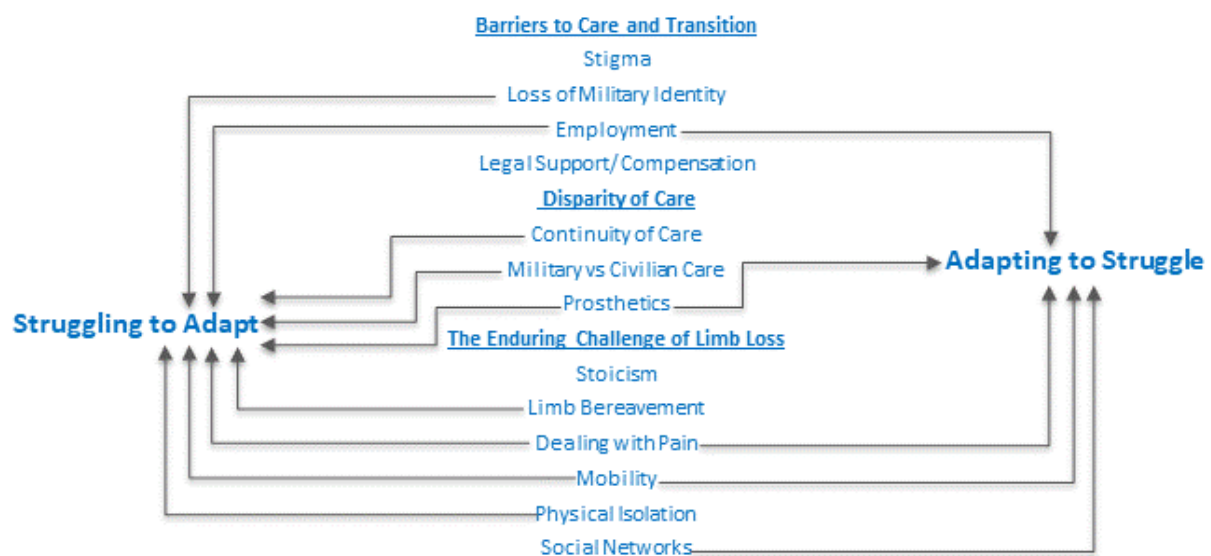 Barriers to Care and Transition
Stigma
Loss of Military Identity
Employment
Legal Support/Compensation
Disparity of Care
Continuity of Care
Military vs Civilian Care
Prosthetics
Adapting to Struggle
Struggling to Adapt
The Enduring Challenge of Limb Loss
Stoicism
Limb Bereavement
Dealing with Pain
Mobility
Physical Isolation
Social Networks